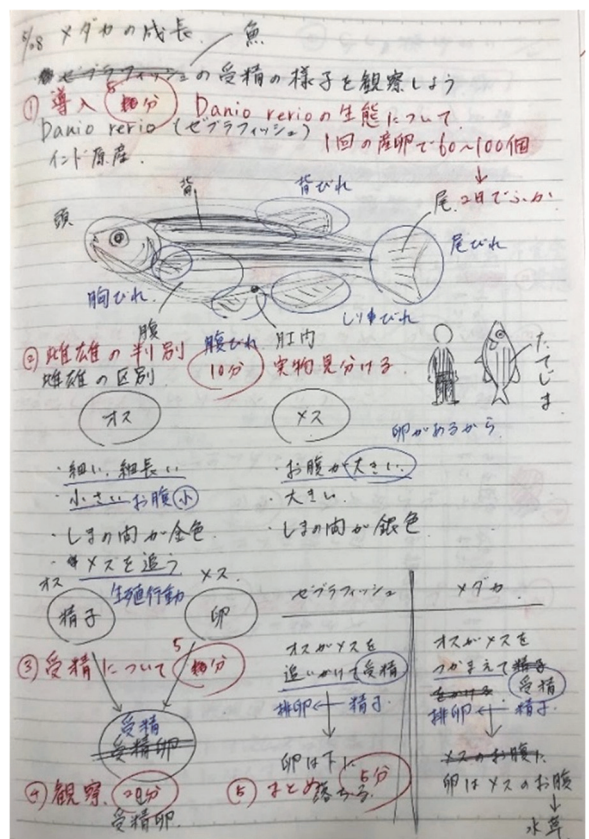 5/28 メダカの成長 魚
ゼブラフィッシュの受精の様子を観察しよう
① 導入 5分 Danio rerioの生態について
Danio rerio (ゼブラフィッシュ)
1回の産卵で60〜100個
インド原産.
尾.2日でふか
背
背びれ
頭
尾びれ
胸びれ
しりびれ
腹
腹びれ
肛内
② 雌雄の判別 10分 実物見分ける
雌雄の区別
たてしま
オス メス
卵があるから
・細い、細長い ・お腹が大きい
・小さい お腹小 ・大きい
・しまの間が金色 ・しまの間が銀色
・メスを追う
オス 生殖行動 メス
精子 卵
ゼブラフィッシュ メダカ
オスがメスを オスがメスを
追いかけて受精 つかまえて
受精
排卵←精子 排卵←精子
③ 受精について 5分
受精
受精卵
メスのお腹に
卵は下に 卵はメスのお腹
落ちる
④ 観察 20分 ⑤ まとめ 5分
受精卵
水草